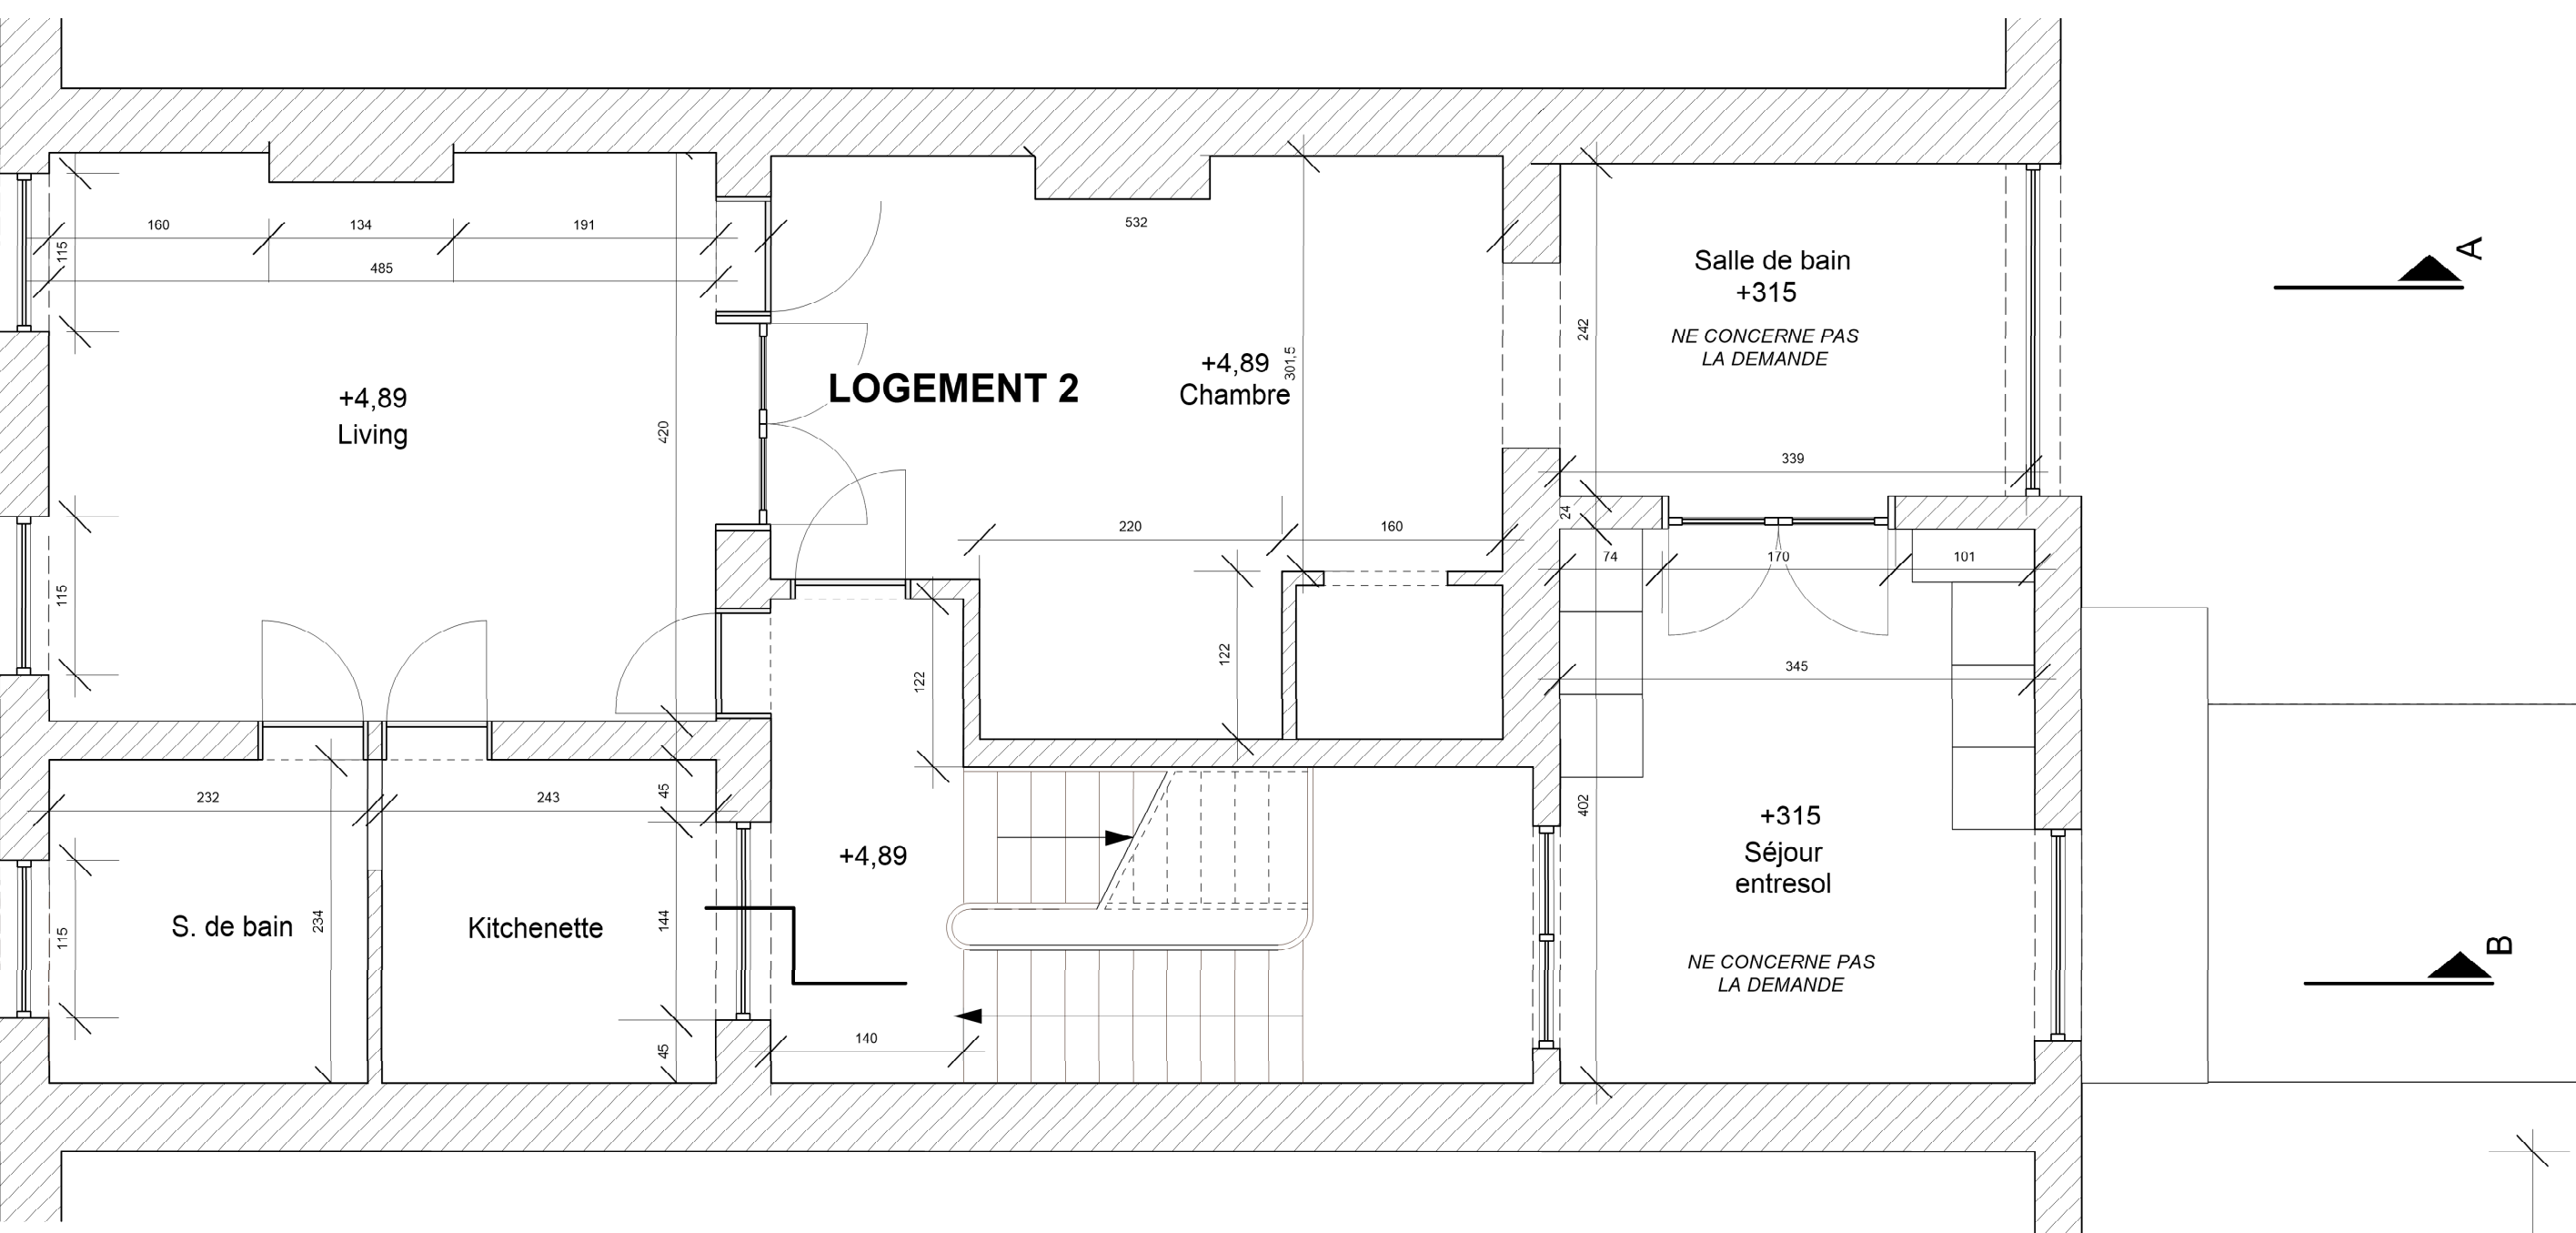 160
134
191
532
115
485
A
Salle de bain
+315
NE CONCERNE PAS
LA DEMANDE
242
301,5
+4,89
Chambre
LOGEMENT 2
+4,89
Living
420
339
24
220
160
74
170
101
115
122
122
345
232
243
45
402
+315
Séjour
entresol
+4,89
S. de bain
234
Kitchenette
144
115
B
NE CONCERNE PAS
LA DEMANDE
140
45